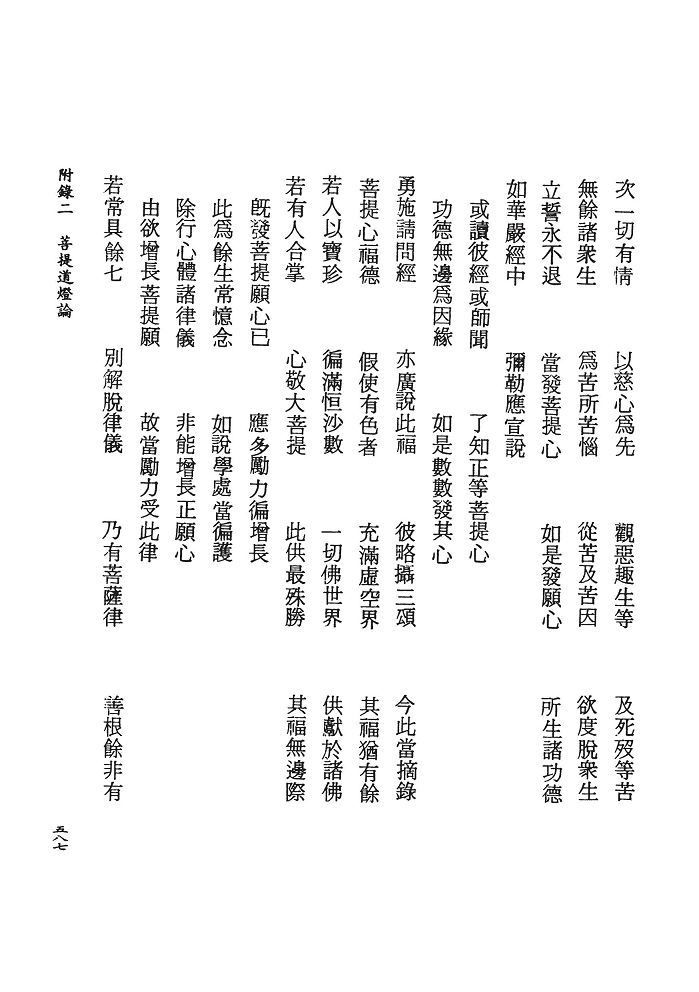 次一切有情　以慈心爲先　觀惡趣生等　及死歿等苦
無餘諸衆生　爲苦所苦惱　從苦及苦因　欲度脫衆生
立誓永不退　當發菩提心　如是發願心　所生諸功德
如華嚴經中　彌勒應宣說
或讀彼經或師聞　了知正等菩提心
功德無邊爲因緣　如是數數發其心
勇施請問經　亦廣說此福　彼略攝三頌　今此當摘錄
菩提心福德　假使有色者　充滿虛空界　其福猶有餘
若人以寶珍　徧滿恒沙數　一切佛世界　供獻於諸佛
若有人合掌　心敬大菩提　此供最殊勝　其福無邊際
旣發菩提願心已　應多勵力徧增長
此爲餘生常憶念　如說學處當徧護
除行心體諸律儀　非能增長正願心
由欲增長菩提願　故當勵力受此律
若常具餘七　別解脫律儀　乃有菩薩律　善根餘非有
附錄二　菩提道燈論
五八七